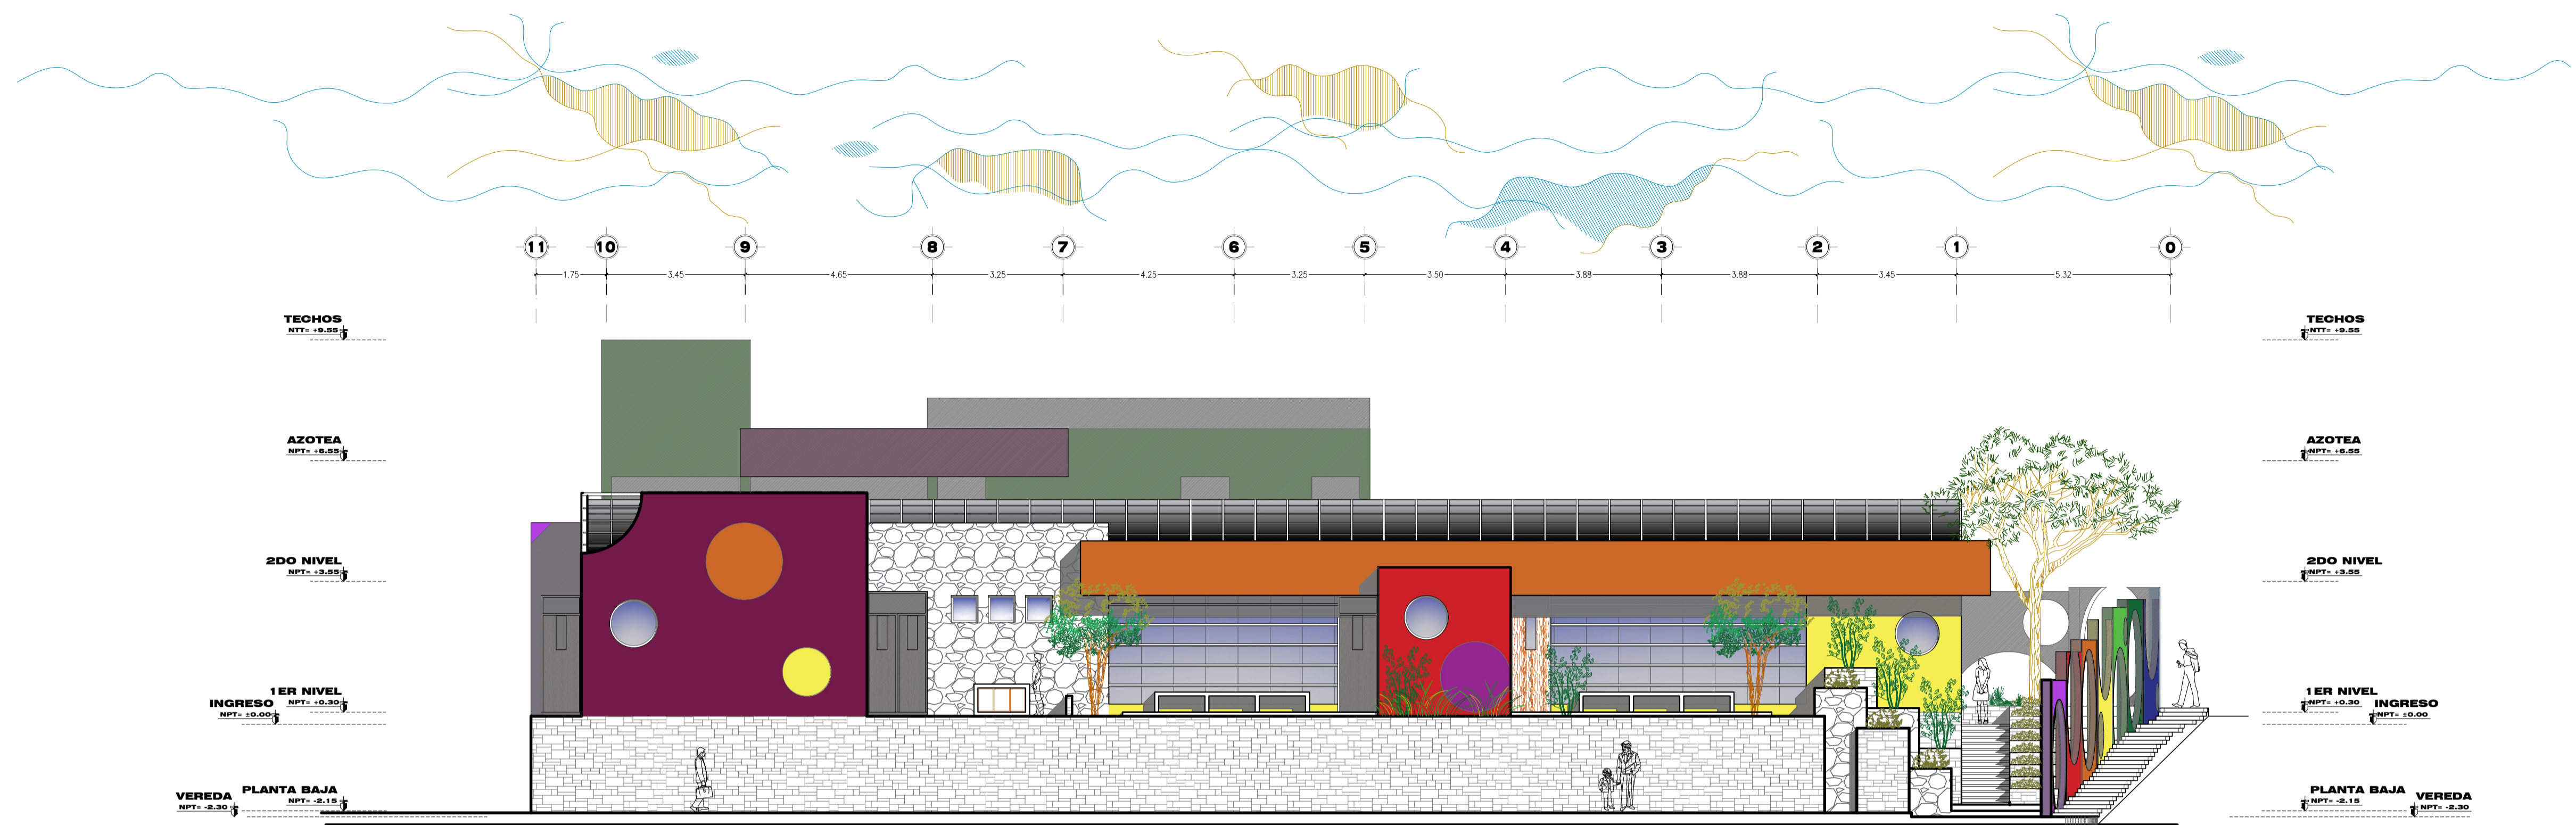 11 10 9 8 7 6 5 4 3 2 1 0
1.75 3.45 4.65 3.25 4.25 3.25 3.50 3.88 3.88 3.45 5.32
TECHOS
NTT= +9.55
TECHOS
NTT= +9.55
AZOTEA
NPT= +6.55
AZOTEA
NPT= +6.55
2DO NIVEL
NPT= +3.55
2DO NIVEL
NPT= +3.55
1ER NIVEL
NPT= +0.30
INGRESO
NPT= ±0.00
1ER NIVEL
NPT= +0.30
INGRESO
NPT= ±0.00
PLANTA BAJA
NPT= -2.15
VEREDA
NPT= -2.30
PLANTA BAJA
NPT= -2.15
VEREDA
NPT= -2.30